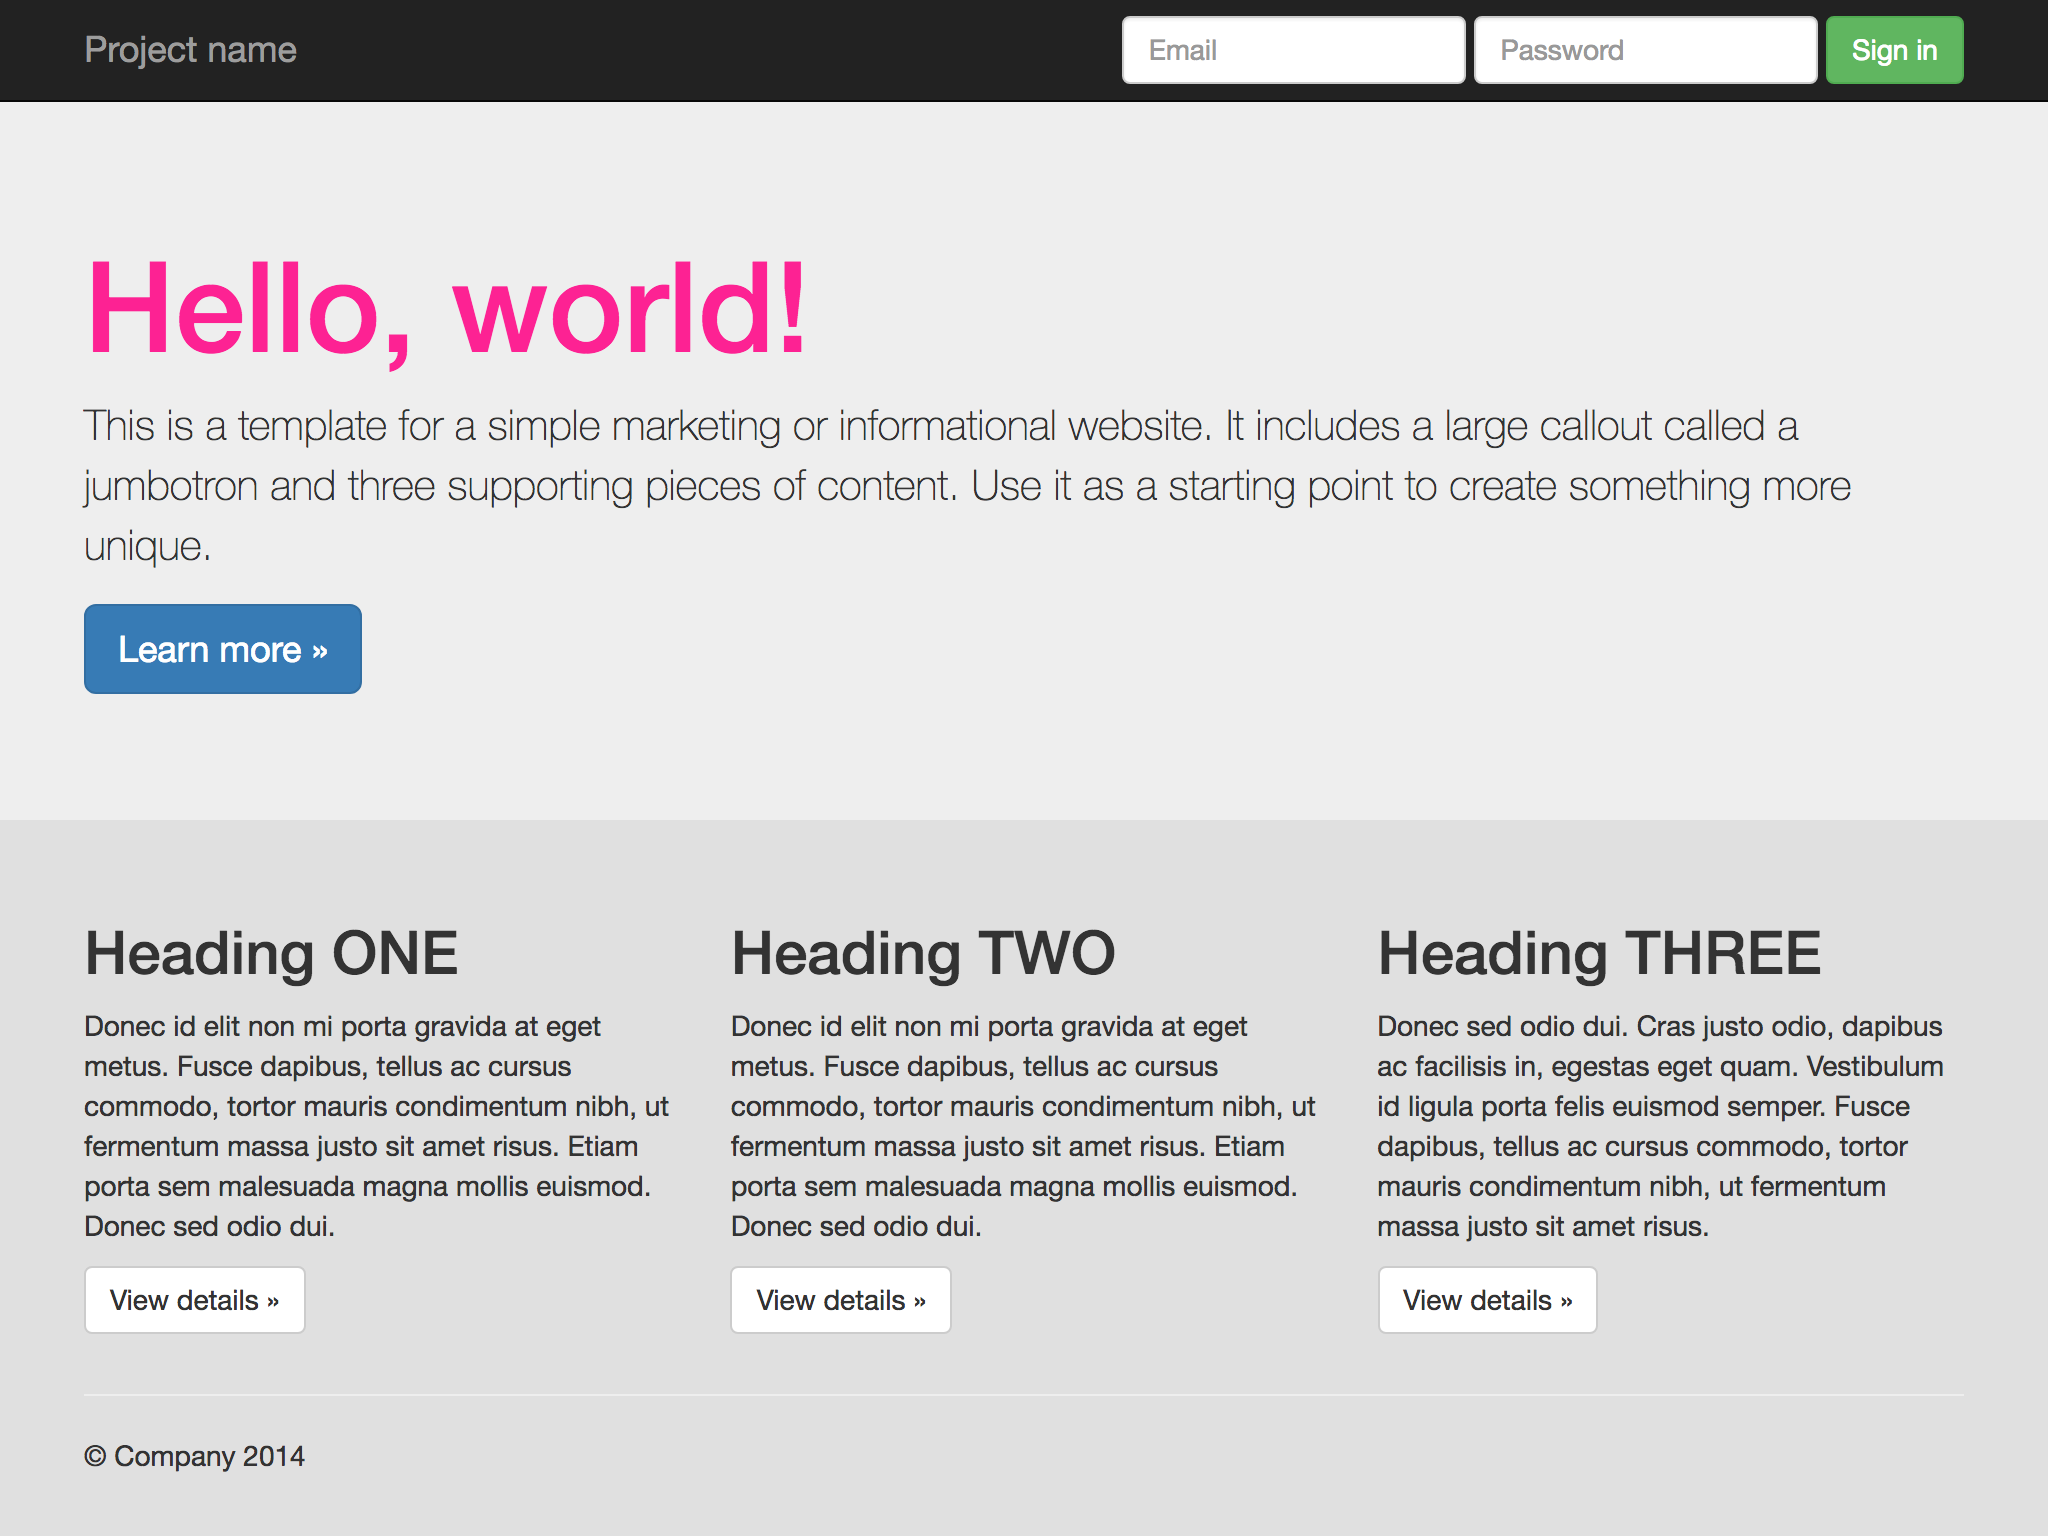 Project name
Email
Password
Sign in
Hello, world!
This is a template for a simple marketing or informational website. It includes a large callout called a
jumbotron and three supporting pieces of content. Use it as a starting point to create something more
unique.
Learn more »
Heading ONE
Donec id elit non mi porta gravida at eget
metus. Fusce dapibus, tellus ac cursus
commodo, tortor mauris condimentum nibh, ut
fermentum massa justo sit amet risus. Etiam
porta sem malesuada magna mollis euismod.
Donec sed odio dui.
View details »
Heading TWO
Donec id elit non mi porta gravida at eget
metus. Fusce dapibus, tellus ac cursus
commodo, tortor mauris condimentum nibh, ut
fermentum massa justo sit amet risus. Etiam
porta sem malesuada magna mollis euismod.
Donec sed odio dui.
View details »
Heading THREE
Donec sed odio dui. Cras justo odio, dapibus
ac facilisis in, egestas eget quam. Vestibulum
id ligula porta felis euismod semper. Fusce
dapibus, tellus ac cursus commodo, tortor
mauris condimentum nibh, ut fermentum
massa justo sit amet risus.
View details »
© Company 2014